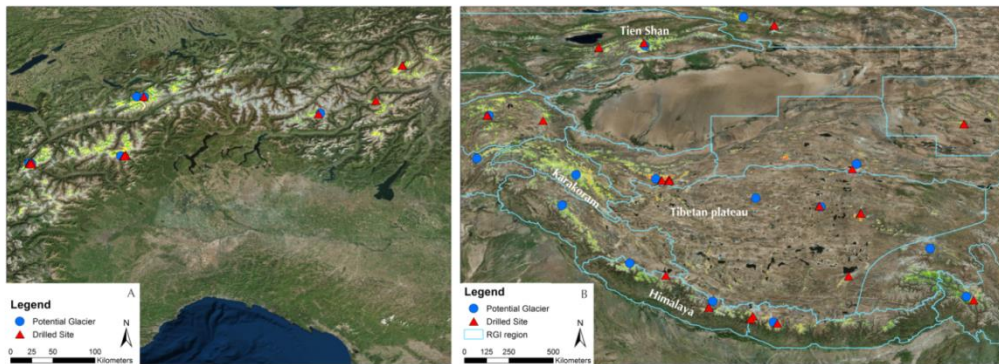 A
Legend
Potential Glacier
Drilled Site
N
0 25 50 100
Kilometers
Tien Shan
Karakoram
Tibetan plateau
Himalaya
B
Legend
Potential Glacier
Drilled Site
RGI region
N
0 125 250 500
Kilometers